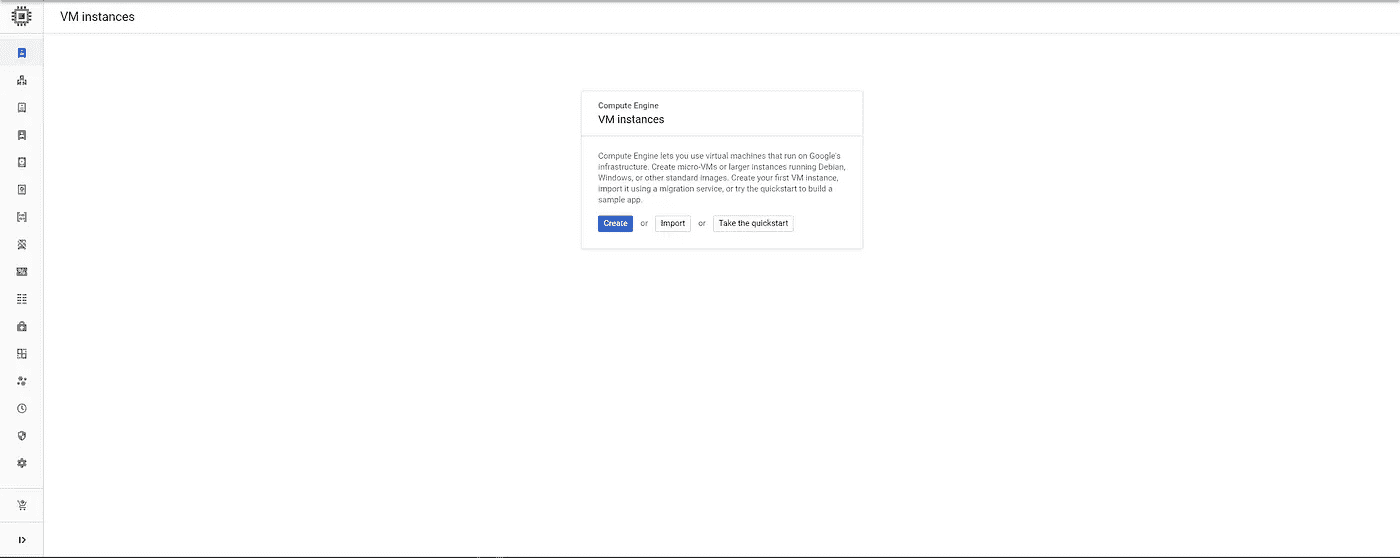 VM instances
Compute Engine
VM instances
Compute Engine lets you use virtual machines that run on Google's
infrastructure. Create micro-VMs or larger instances running Debian,
Windows, or other standard images. Create your first VM instance,
import it using a migration service, or try the quickstart to build a
sample app.
Create or Import or Take the quickstart